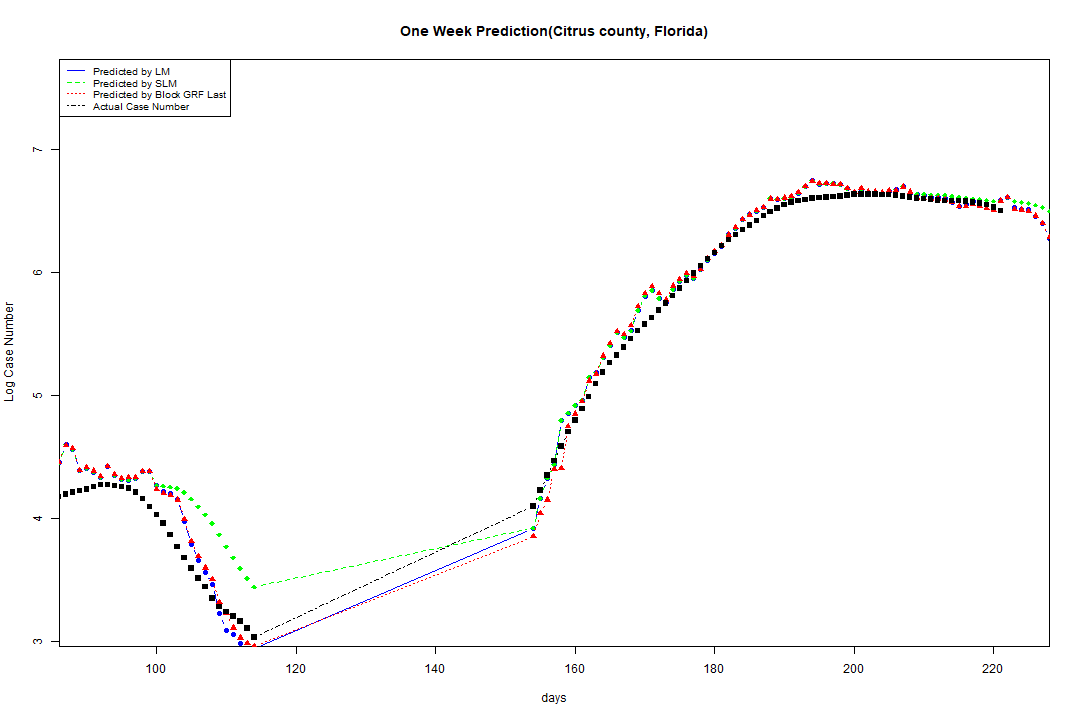 One Week Prediction(Citrus county, Florida)
Predicted by LM
Predicted by SLM
Predicted by Block GRF Last
Actual Case Number
7
6
5
4
3
Log Case Number
100 120 140 160 180 200 220
days